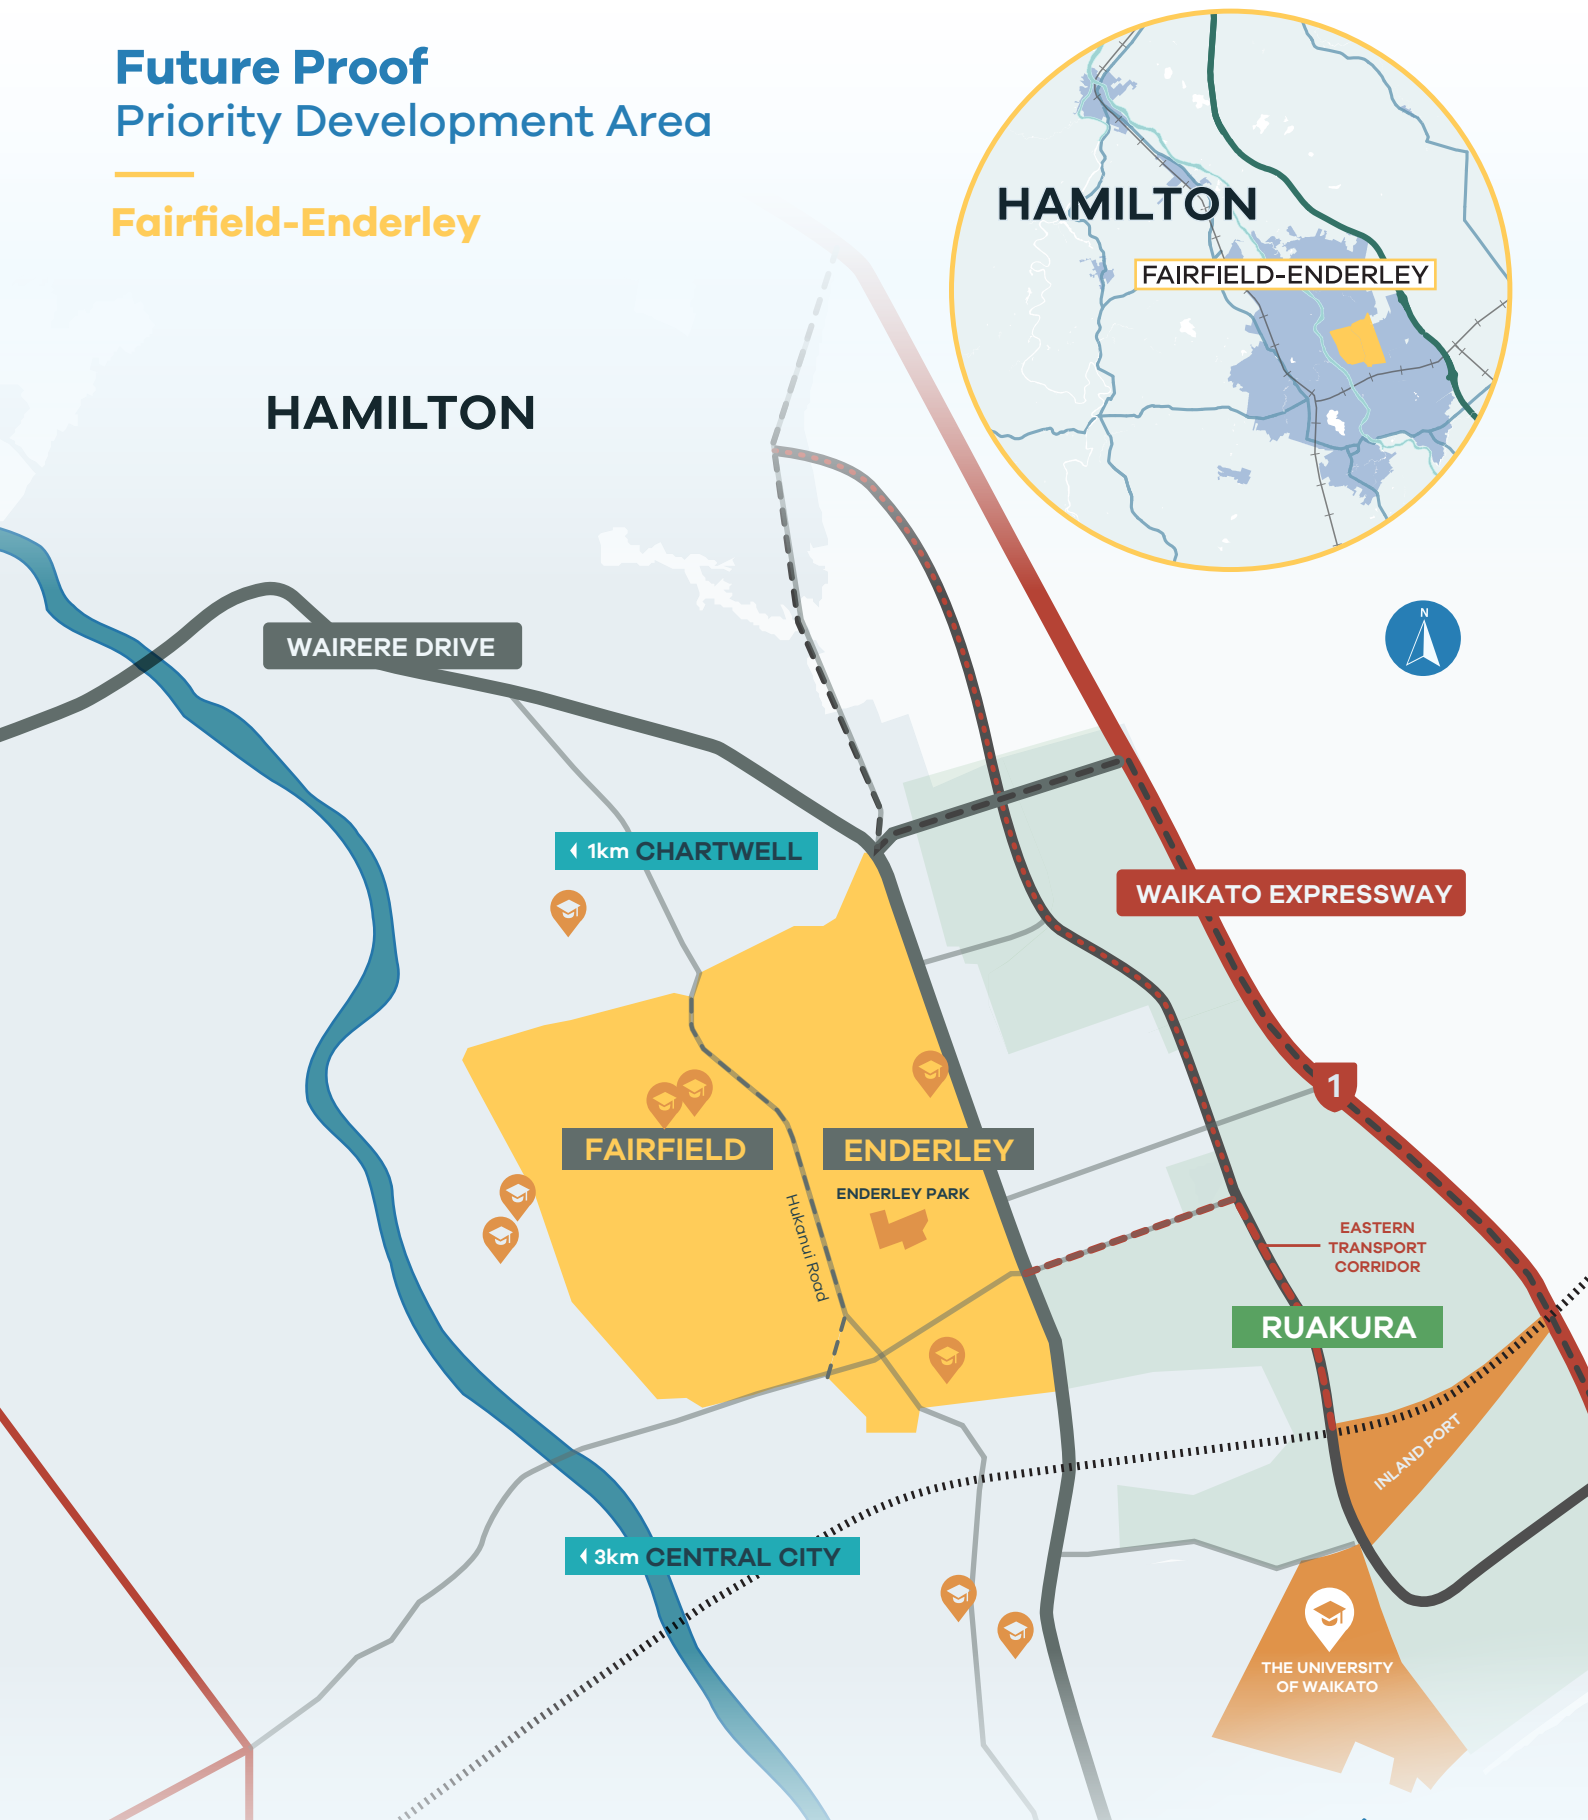 Future Proof
Priority Development Area
Fairfield-Enderley
HAMILTON
FAIRFIELD-ENDERLEY
HAMILTON
N
WAIRERE DRIVE
1km CHARTWELL
WAIKATO EXPRESSWAY
1
FAIRFIELD
ENDERLEY
ENDERLEY PARK
Hukanui Road
EASTERN
TRANSPORT
CORRIDOR
RUAKURA
INLAND PORT
3km CENTRAL CITY
THE UNIVERSITY
OF WAIKATO